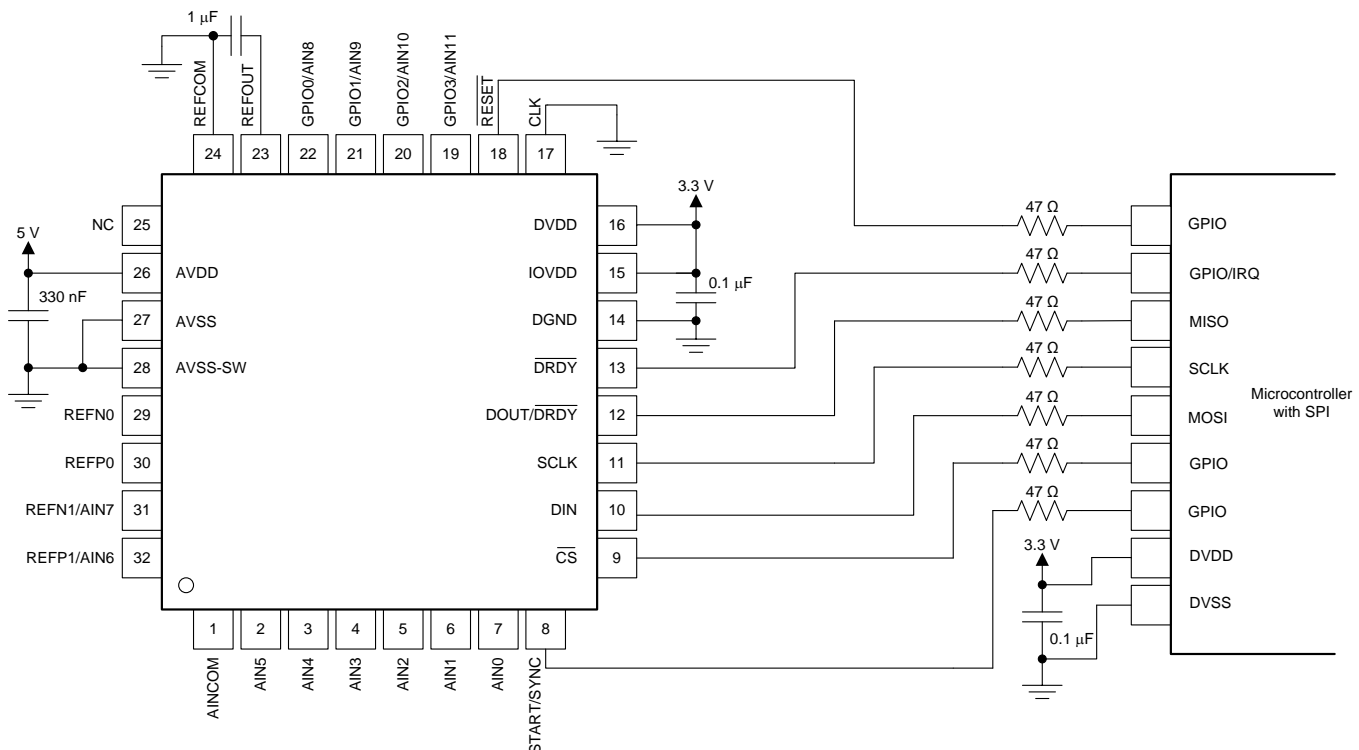 1 μF
REFCOM
REFOUT
GPIO0/AIN8
GPIO1/AIN9
GPIO2/AIN10
GPIO3/AIN11
RESET
CLK
24
23
22
21
20
19
18
17
NC
25
5 V
26
AVDD
330 nF
27
AVSS
28
AVSS-SW
REFN0
29
REFP0
30
REFN1/AIN7
31
REFP1/AIN6
32
3.3 V
DVDD
16
IOVDD
15
0.1 μF
DGND
14
DRDY
13
DOUT/DRDY
12
SCLK
11
DIN
10
CS
9
1
2
3
4
5
6
7
8
AINCOM
AIN5
AIN4
AIN3
AIN2
AIN1
AIN0
START/SYNC
47 Ω
GPIO
47 Ω
GPIO/IRQ
47 Ω
MISO
47 Ω
SCLK
47 Ω
MOSI
47 Ω
GPIO
47 Ω
GPIO
Microcontroller
with SPI
3.3 V
DVDD
DVSS
0.1 μF